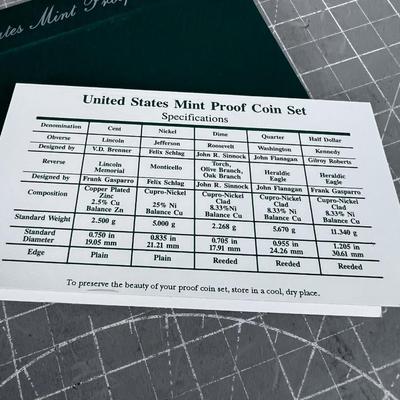 ates Mint Proof
United States Mint Proof Coin Set
Specifications
Denomination Cent Nickel Dime Quarter Half Dollar
Obverse Lincoln Jefferson Roosevelt Washington Kennedy
Designed by V.D. Brenner Felix Schlag John R. Sinnock John Flanagan Gilroy Roberts
Reverse Lincoln Memorial Monticello Torch, Olive Branch, Oak Branch Heraldic Eagle Heraldic Eagle
Designed by Frank Gasparro Felix Schlag John R. Sinnock John Flanagan Frank Gasparro
Composition Copper Plated Zinc 2.5% Cu Balance Zn Cupro-Nickel 25% Ni Balance Cu Cupro-Nickel Clad 8.33%Ni Balance Cu Cupro-Nickel Clad 8.33% Ni Balance Cu Cupro-Nickel Clad 8.33% Ni Balance Cu
Standard Weight 2.500 g 5.000 g 2.268 g 5.670 g 11.340 g
Standard Diameter 0.750 in 19.05 mm 0.835 in 21.21 mm 0.705 in 17.91 mm 0.955 in 24.26 mm 1.205 in 30.61 mm
Edge Plain Plain Reeded Reeded Reeded
To preserve the beauty of your proof coin set, store in a cool, dry place.